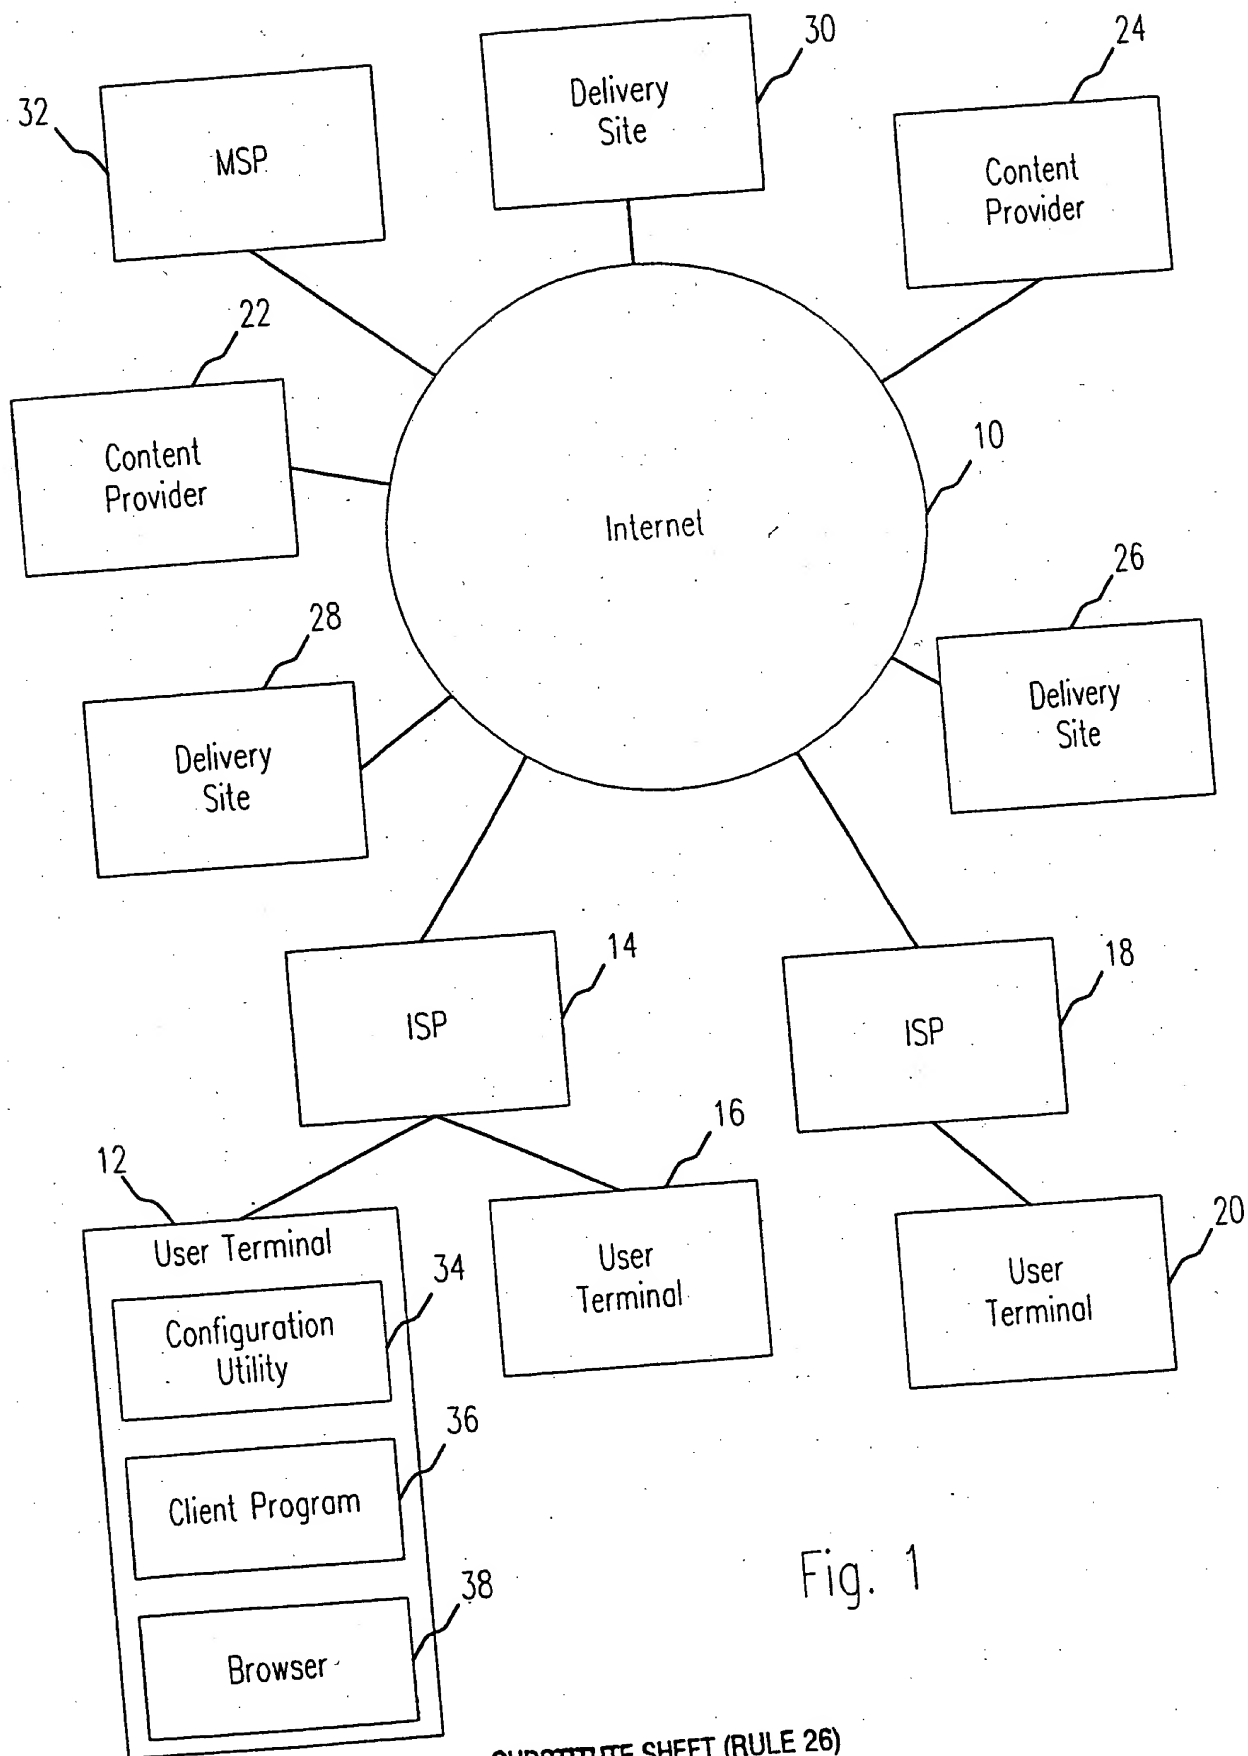 30
24
32
Delivery
Site
MSP
Content
Provider
22
Content
Provider
10
Internet
26
28
Delivery
Site
Delivery
Site
14
18
ISP
ISP
16
12
20
User Terminal
34
User
Terminal
User
Terminal
Configuration
Utility
36
Client Program
Fig. 1
38
Browser
SUBSTITUTE SHEET (RULE 26)